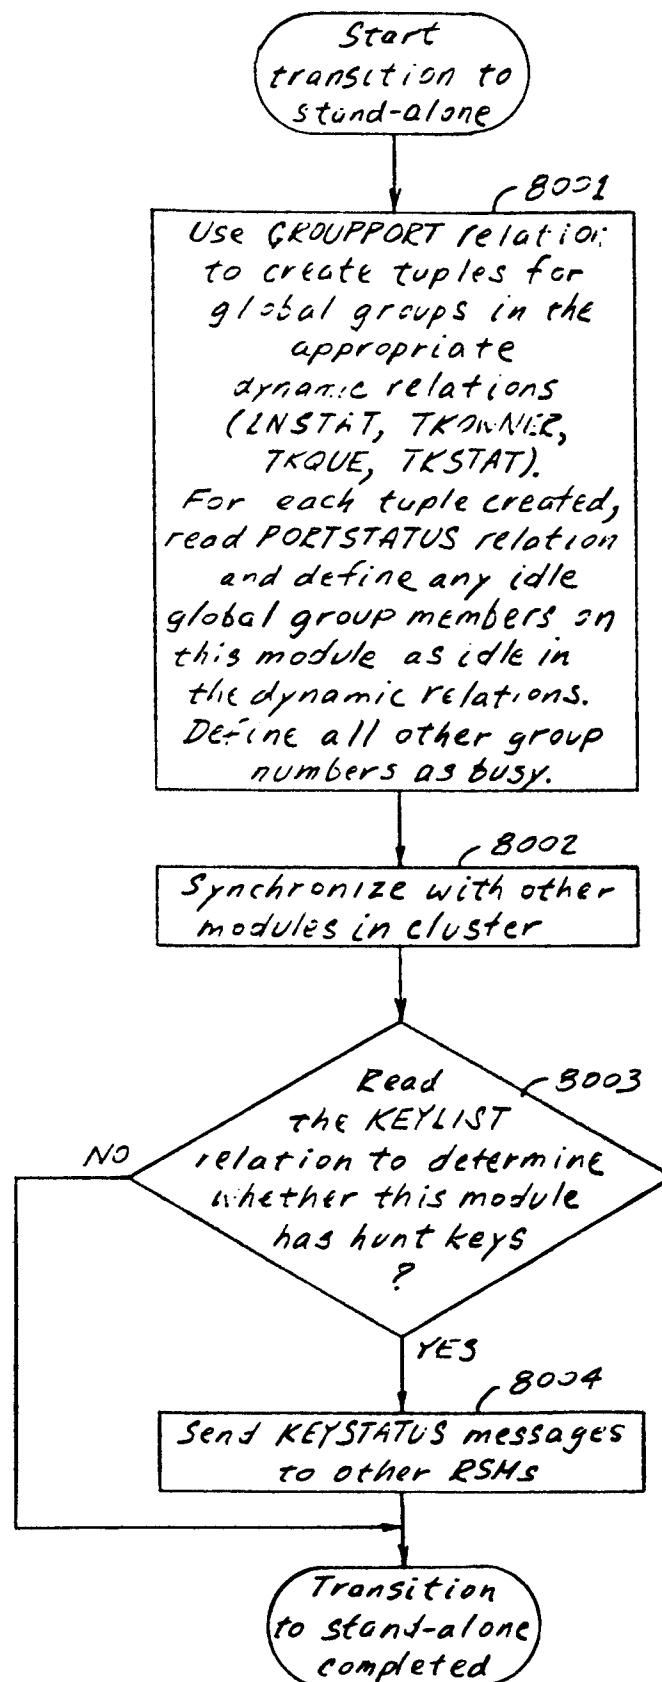 Start
transition to
stand-alone
8001
Use GROUPPORT relation
to create tuples for
global groups in the
appropriate
dynamic relations
(LNSTAT, TKOWNER,
TKQUE, TKSTAT).
For each tuple created,
read PORTSTATUS relation
and define any idle
global group members on
this module as idle in
the dynamic relations.
Define all other group
numbers as busy.
8002
Synchronize with other
modules in cluster
8003
Read
the KEYLIST
relation to determine
whether this module
has hunt keys
?
NO
YES
8004
Send KEYSTATUS messages
to other RSMs
Transition
to stand-alone
completed